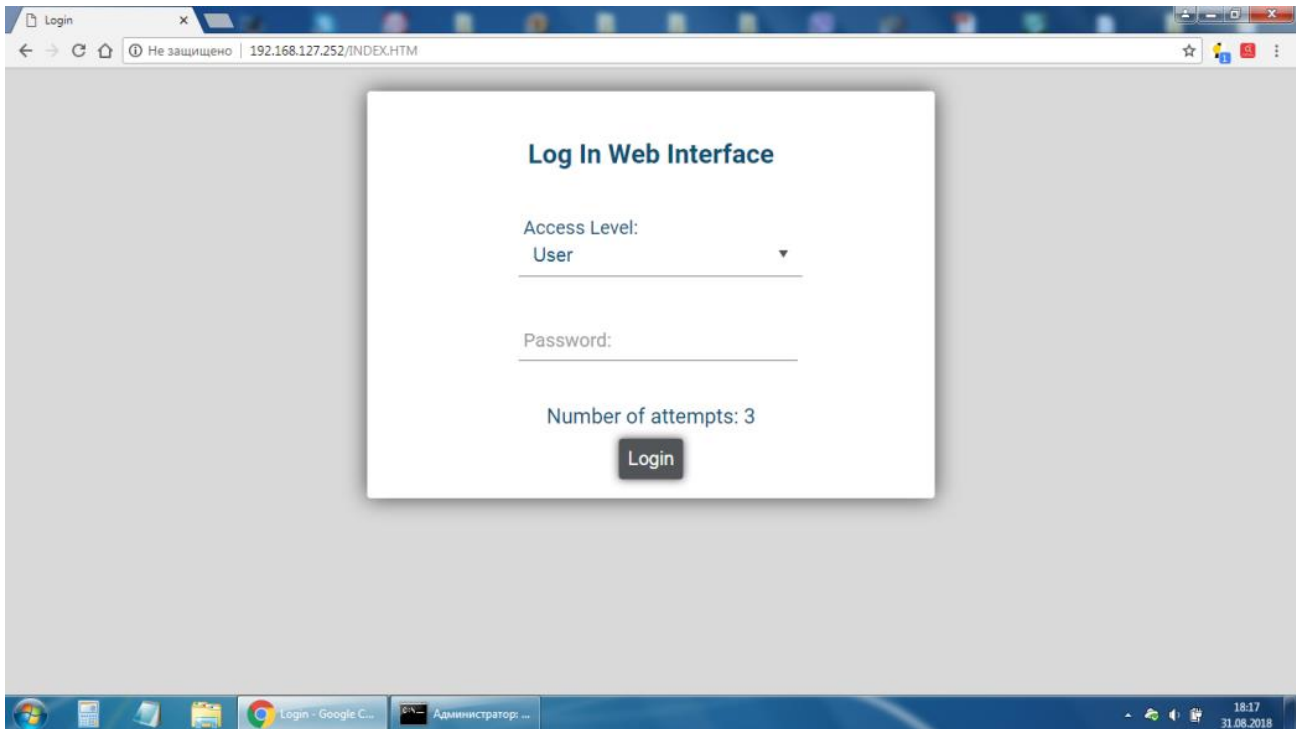 Login
Не защищено | 192.168.127.252/INDEX.HTM
1
Log In Web Interface
Access Level:
User
Password:
Number of attempts: 3
Login
Login - Google C...
Администратор: ...
18:17
31.08.2018